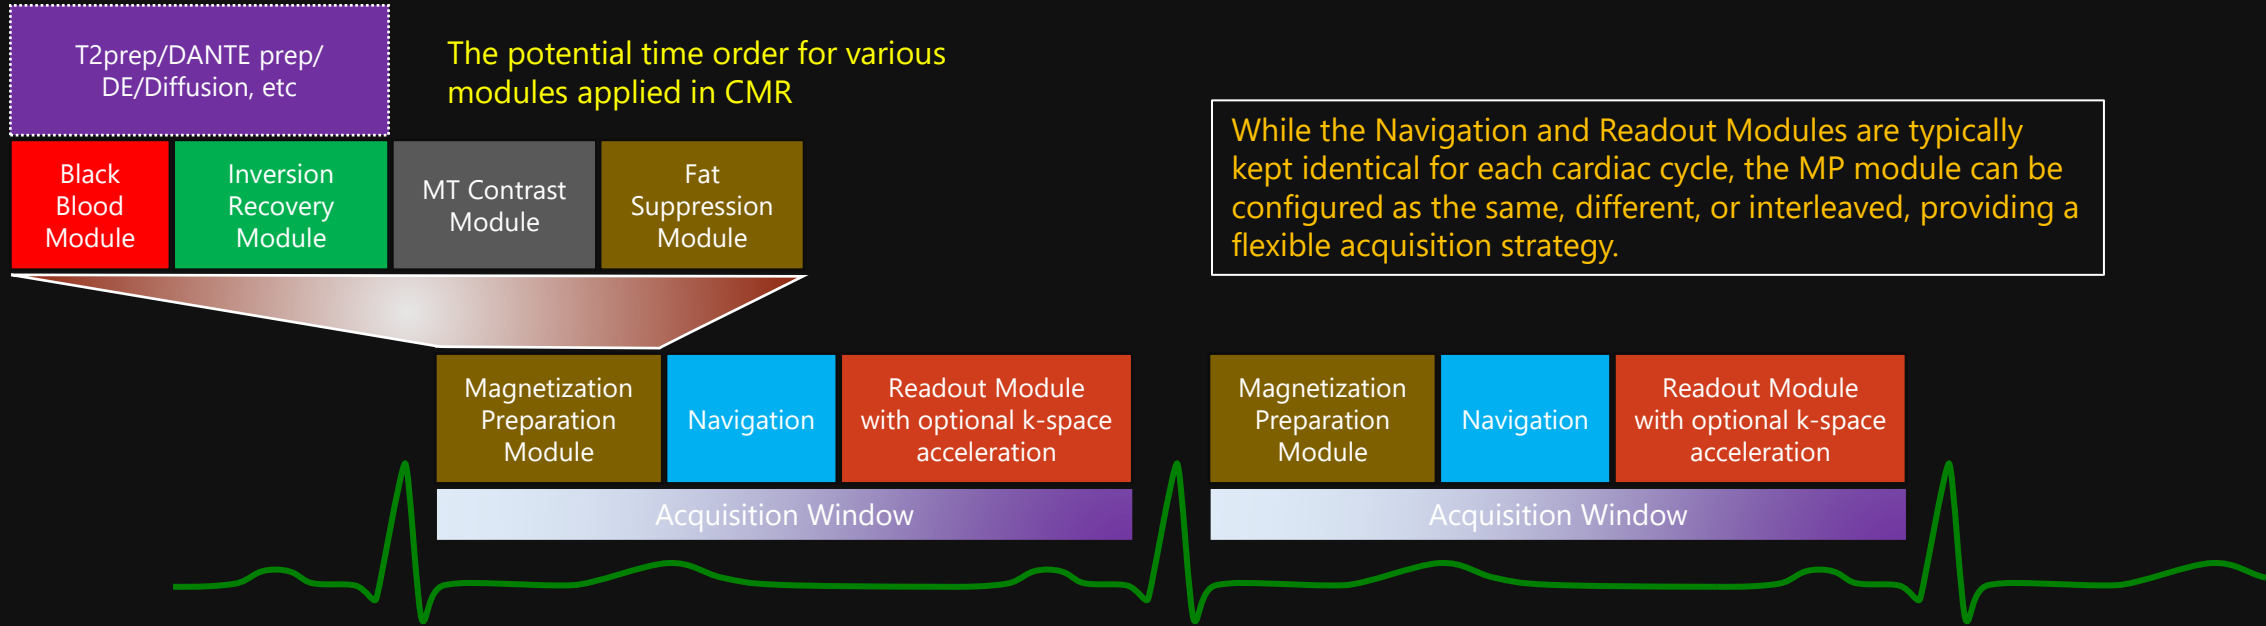 T2prep/DANTE prep/
DE/Diffusion, etc
The potential time order for various
modules applied in CMR
Black
Blood
Module
Inversion
Recovery
Module
MT Contrast
Module
Fat
Suppression
Module
While the Navigation and Readout Modules are typically
kept identical for each cardiac cycle, the MP module can be
configured as the same, different, or interleaved, providing a
flexible acquisition strategy.
Magnetization
Preparation
Module
Navigation
Readout Module
with optional k-space
acceleration
Magnetization
Preparation
Module
Navigation
Readout Module
with optional k-space
acceleration
Acquisition Window
Acquisition Window